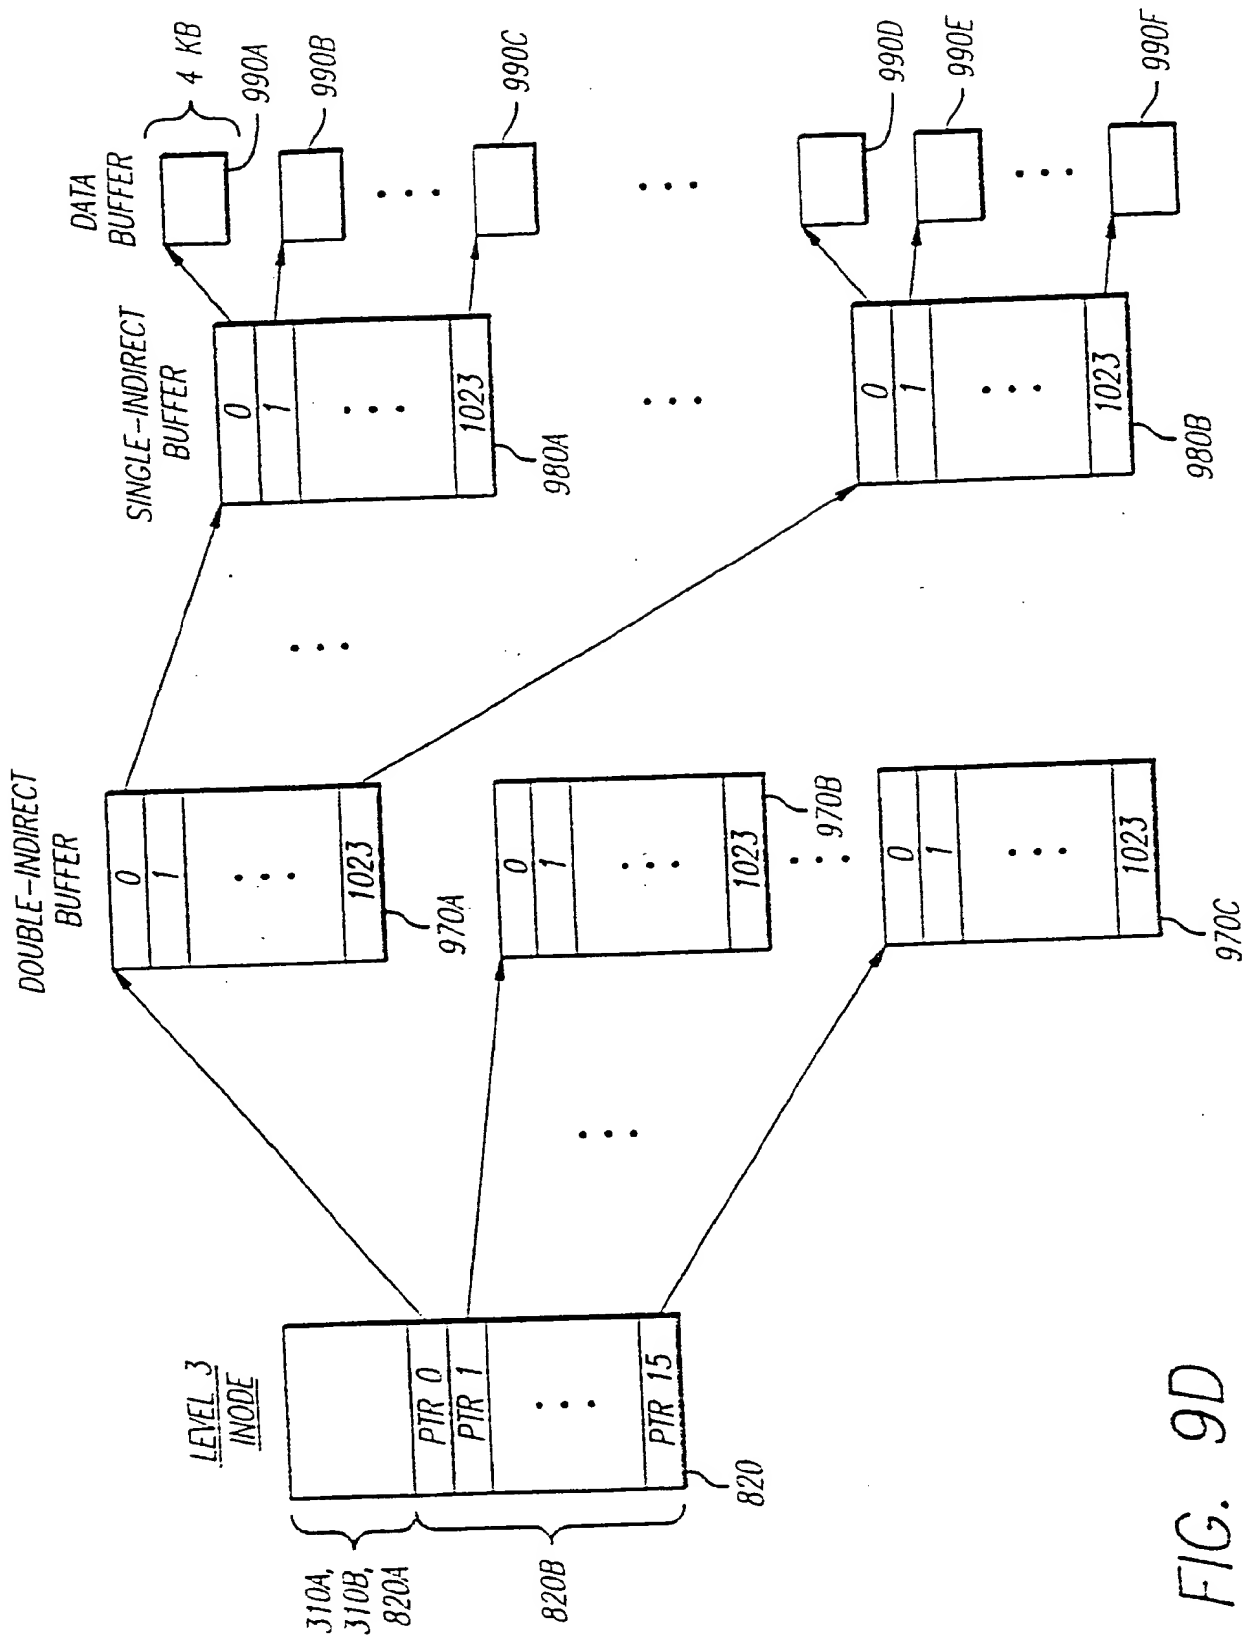 LEVEL 3
INODE
310A,
310B,
820A
820B
PTR 0
PTR 1
PTR 15
820
DOUBLE-INDIRECT
BUFFER
0
1
1023
970A
0
1
1023
970B
0
1
1023
970C
SINGLE-INDIRECT
BUFFER
0
1
1023
980A
0
1
1023
980B
DATA
BUFFER
4 KB
990A
990B
990C
990D
990E
990F
FIG. 9D